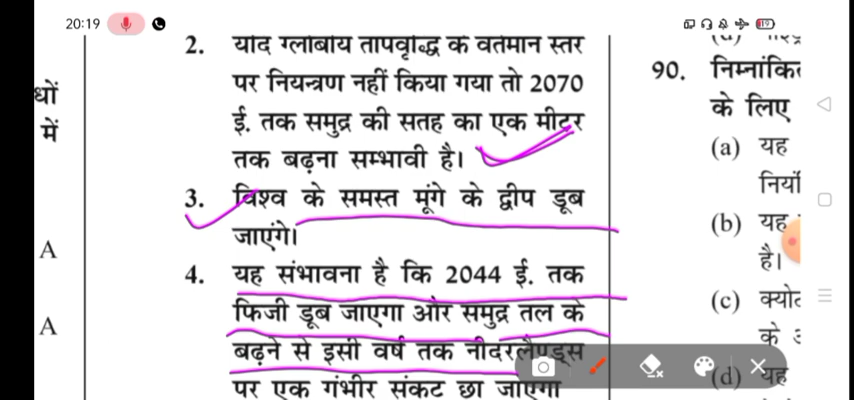 20:19
2. यदि ग्लोबीय तापवृद्धि के वर्तमान स्तर
पर नियन्त्रण नहीं किया गया तो 2070
ई. तक समुद्र की सतह का एक मीटर
तक बढ़ना सम्भावी है।
3. विश्व के समस्त मूंगे के द्वीप डूब
जाएंगे।
4. यह संभावना है कि 2044 ई. तक
फिजी डूब जाएगा और समुद्र तल के
बढ़ने से इसी वर्ष तक नीदरलैण्ड्स
पर एक गंभीर संकट छा जाएगा
धों
में
A
A
90. निम्नांकि
के लिए
(a) यह
(b) यह
है।
(c)
के
(d) यह